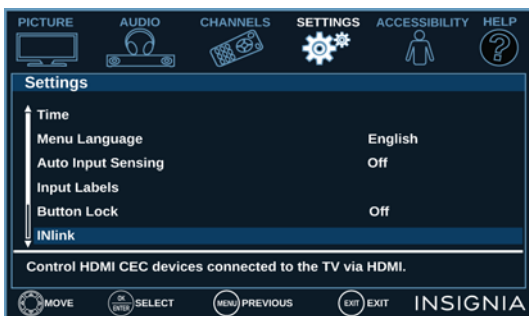 PICTURE AUDIO CHANNELS SETTINGS ACCESSIBILITY HELP
Settings
Time
Menu Language English
Auto Input Sensing Off
Input Labels
Button Lock Off
INlink
Control HDMI CEC devices connected to the TV via HDMI.
MOVE OK ENTER SELECT MENU PREVIOUS EXIT EXIT INSIGNIA